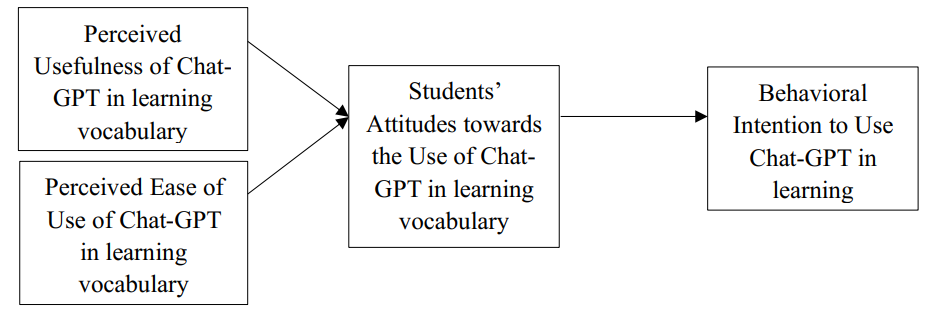 Perceived
Usefulness of Chat-
GPT in learning
vocabulary
Perceived Ease of
Use of Chat-GPT
in learning
vocabulary
Students’
Attitudes towards
the Use of Chat-
GPT in learning
vocabulary
Behavioral
Intention to Use
Chat-GPT in
learning